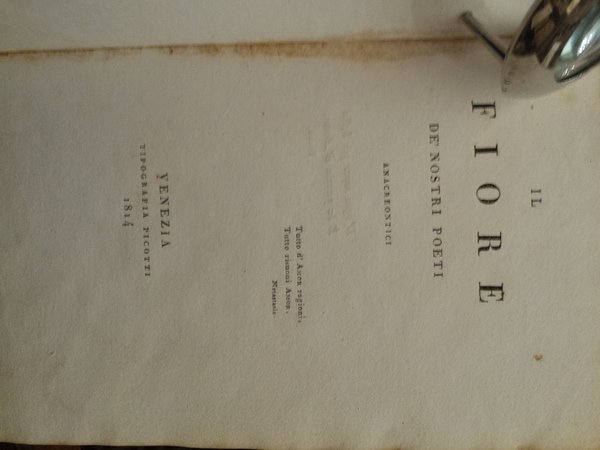 IL
FIORE
DE' NOSTRI POETI
ANACREONTICI
Tutto d' Amor ragioni,
Tutto risuoni Amor.
Metastasio.
VENEZIA
TIPOGRAFIA PICOTTI
1814